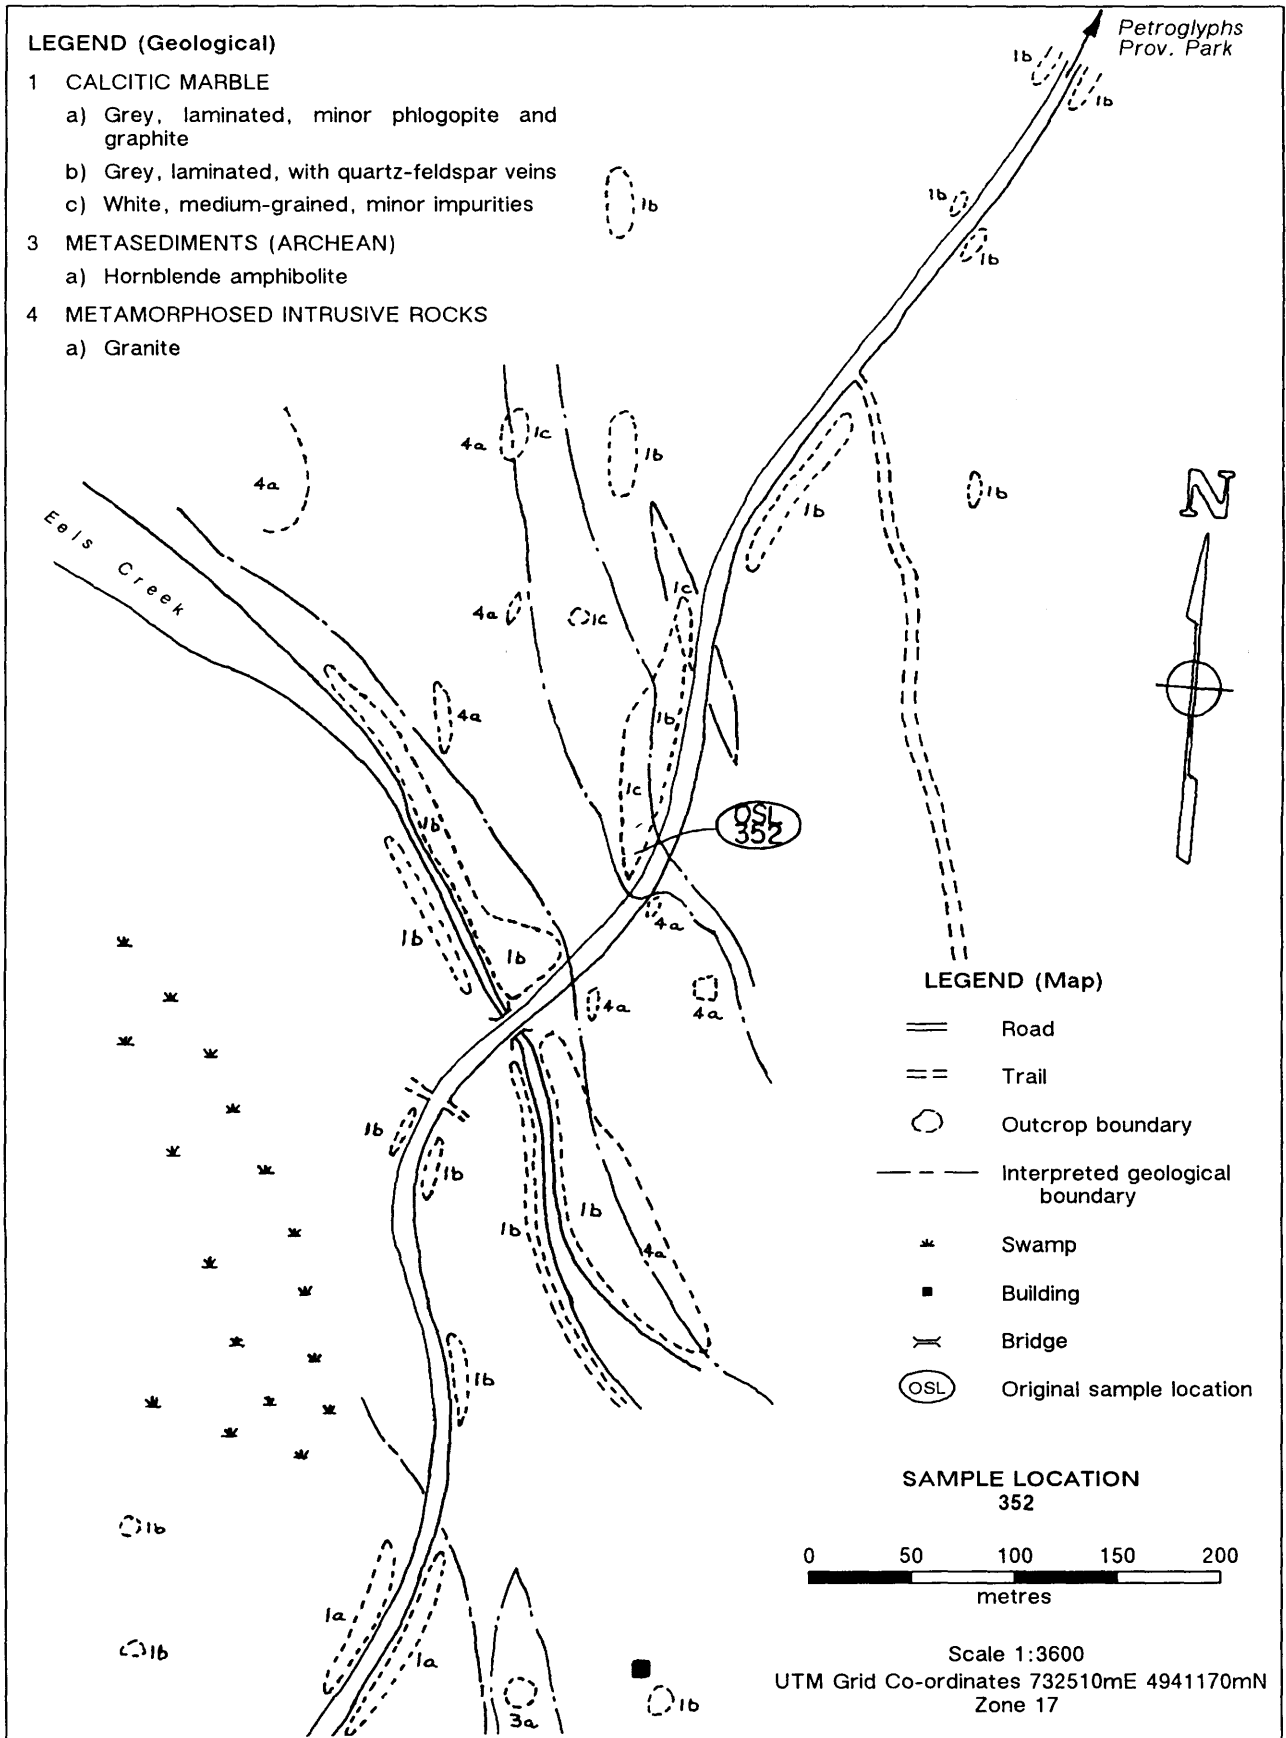 LEGEND (Geological)
1 CALCITIC MARBLE
a) Grey, laminated, minor phlogopite and
graphite
b) Grey, laminated, with quartz-feldspar veins
c) White, medium-grained, minor impurities
3 METASEDIMENTS (ARCHEAN)
a) Hornblende amphibolite
4 METAMORPHOSED INTRUSIVE ROCKS
a) Granite
Petroglyphs
Prov. Park
1b
1b
1b
1b
1b
4a
1c
1b
4a
1b
1b
N
Eels Creek
1c
4a
1c
4a
1b
1c
OSL
352
1b
4a
1b
1b
4a
4a
1b
1b
1b
1b
4a
1b
1b
1a
1b
1a
3a
1b
LEGEND (Map)
Road
Trail
Outcrop boundary
Interpreted geological
boundary
Swamp
Building
Bridge
OSL Original sample location
SAMPLE LOCATION
352
0 50 100 150 200
metres
Scale 1:3600
UTM Grid Co-ordinates 732510mE 4941170mN
Zone 17